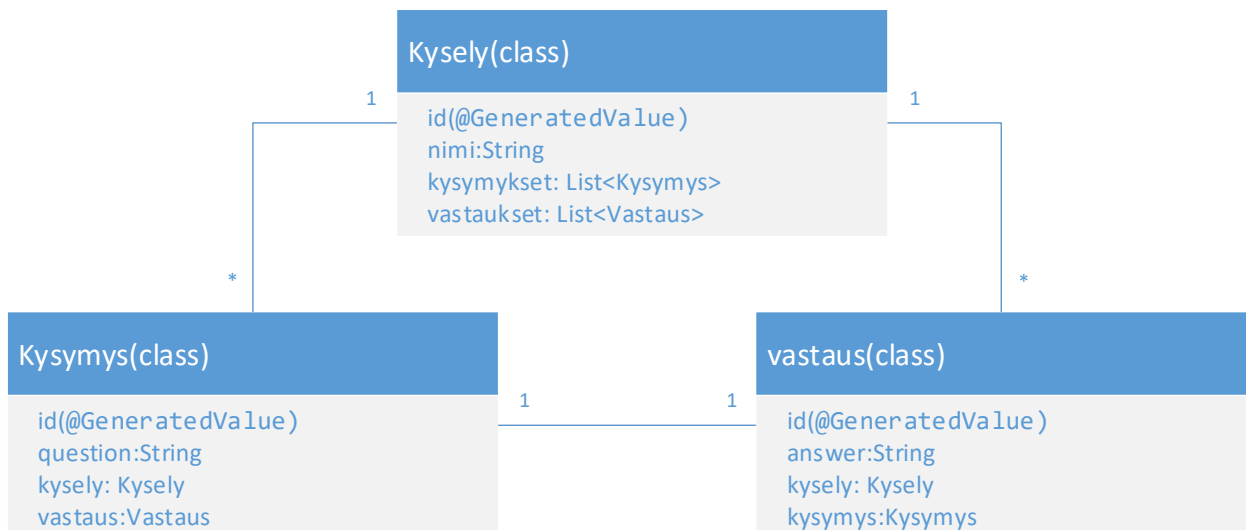 Kysely(class)
1
1
id(@GeneratedValue)
nimi:String
kysymykset: List<Kysymys>
vastaukset: List<Vastaus>
*
*
Kysymys(class)
id(@GeneratedValue)
question:String
kysely: Kysely
vastaus:Vastaus
1
1
vastaus(class)
id(@GeneratedValue)
answer:String
kysely: Kysely
kysymys:Kysymys